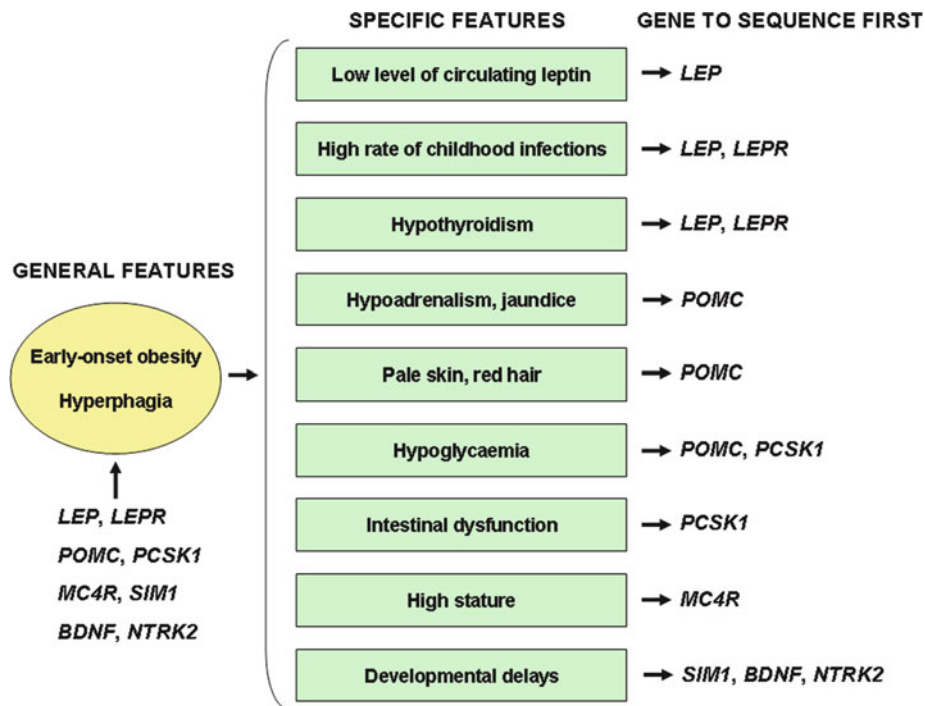 SPECIFIC FEATURES
GENE TO SEQUENCE FIRST
Low level of circulating leptin
LEP
High rate of childhood infections
LEP, LEPR
Hypothyroidism
LEP, LEPR
GENERAL FEATURES
Early-onset obesity
Hyperphagia
Hypoadrenalism, jaundice
POMC
Pale skin, red hair
POMC
Hypoglycaemia
POMC, PCSK1
Intestinal dysfunction
PCSK1
High stature
MC4R
Developmental delays
SIM1, BDNF, NTRK2
LEP, LEPR
POMC, PCSK1
MC4R, SIM1
BDNF, NTRK2